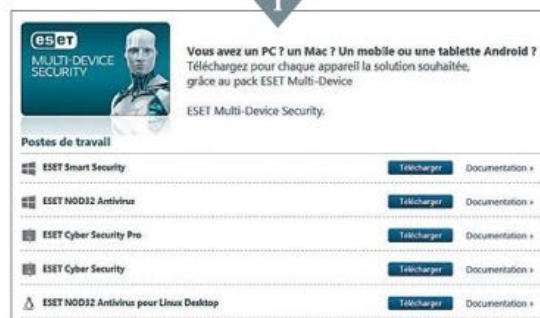 1
eset
MULTI-DEVICE
SECURITY
Vous avez un PC ? un Mac ? Un mobile ou une tablette Android ?
Téléchargez pour chaque appareil la solution souhaitée,
grâce au pack ESET Multi-Device
ESET Multi-Device Security.
Postes de travail
ESET Smart Security Télécharger Documentation »
ESET NOD32 Antivirus Télécharger Documentation »
ESET Cyber Security Pro Télécharger Documentation »
ESET Cyber Security Télécharger Documentation »
ESET NOD32 Antivirus pour Linux Desktop Télécharger Documentation »